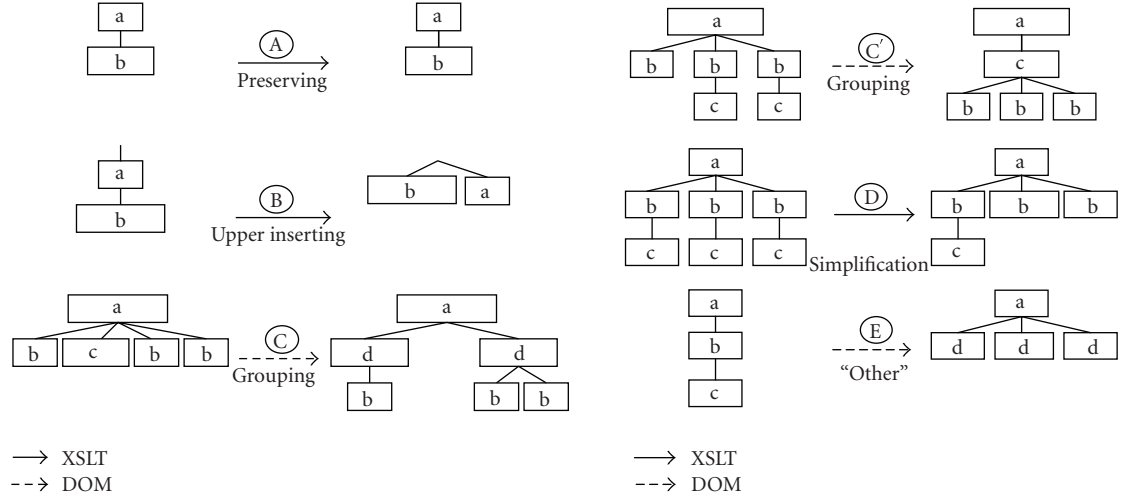 a
b
A
Preserving
a
b
a
b
B
Upper inserting
b a
a
b c b b
C
Grouping
a
d d
b b b
XSLT
DOM
a
b b b
c c
C′
Grouping
a
c
b b b
a
b b b
c c c
D
Simplification
a
b b b
c
a
b
c
E
“Other”
a
d d d
XSLT
DOM